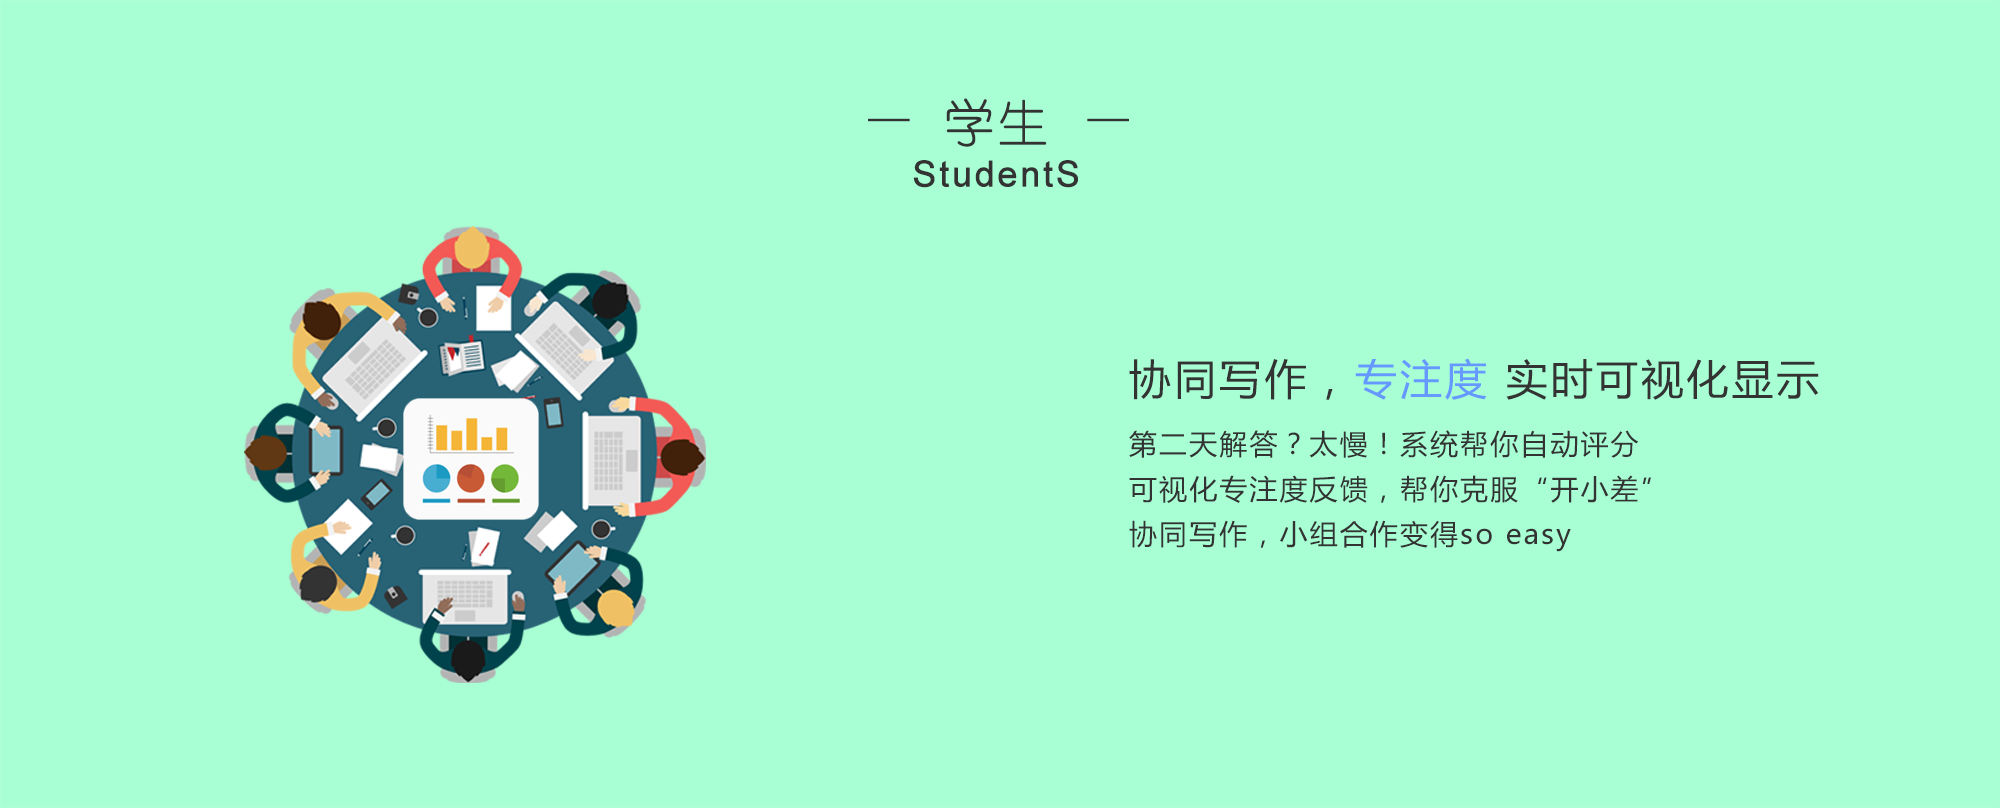 — 学生 —
StudentS
协同写作，专注度 实时可视化显示
第二天解答？太慢！系统帮你自动评分
可视化专注度反馈，帮你克服“开小差”
协同写作，小组合作变得so easy